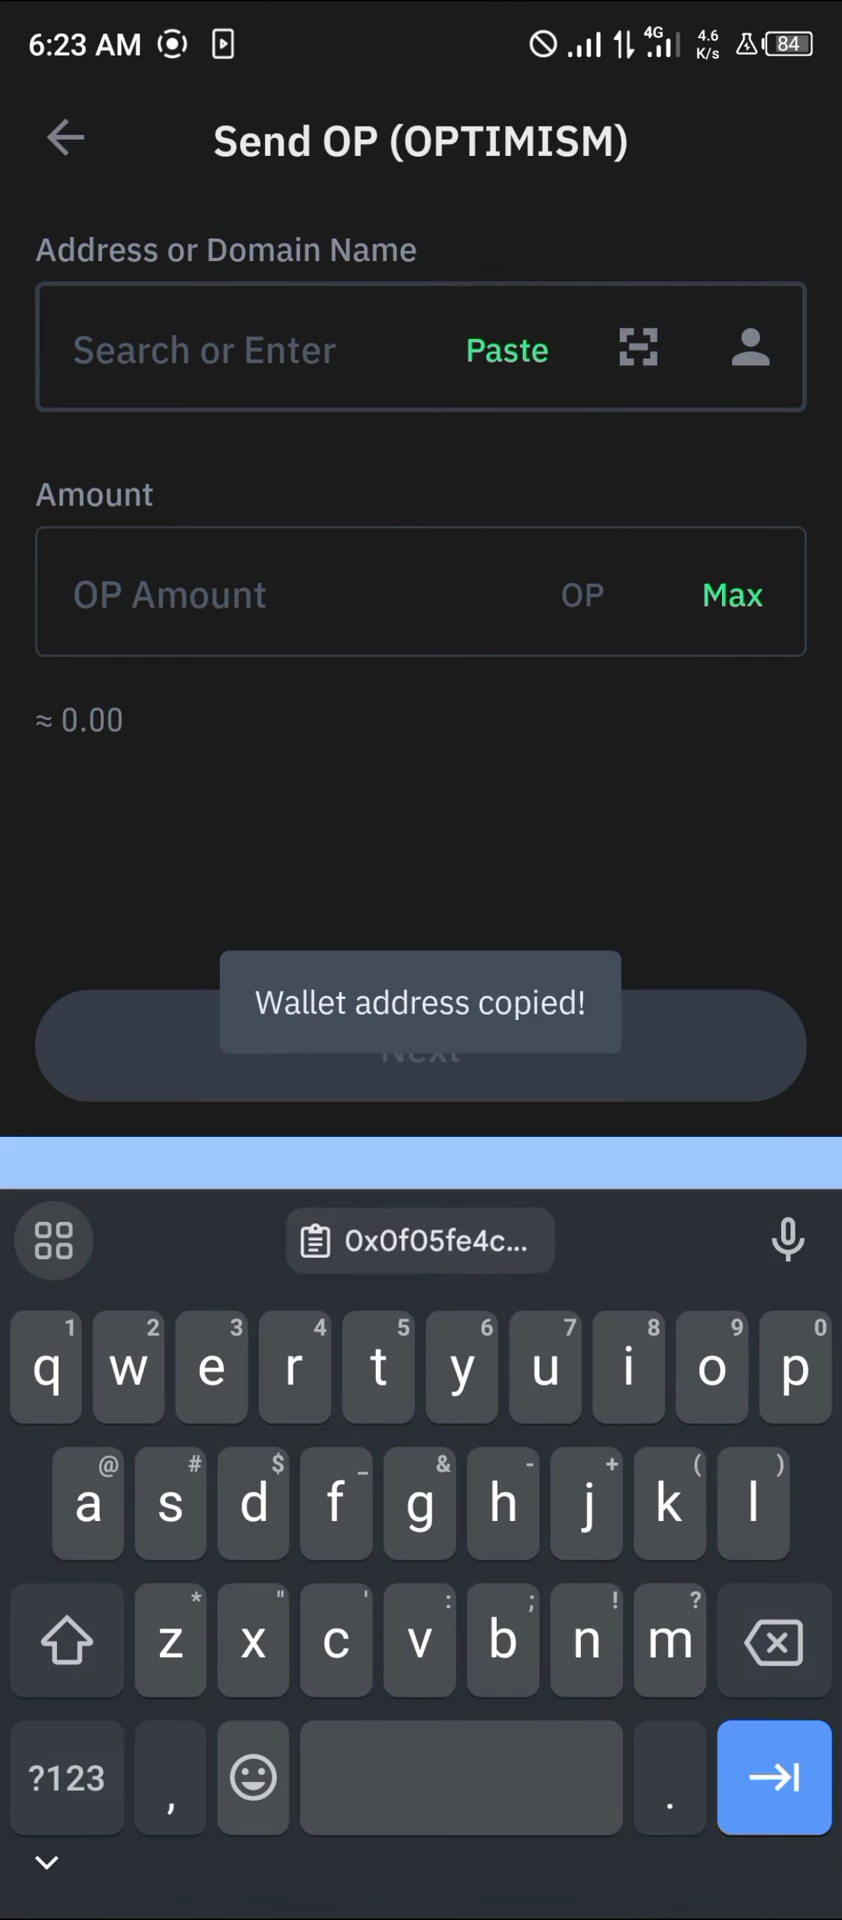 6:23 AM
4G
4.6
K/s
84
Send OP (OPTIMISM)
Address or Domain Name
Search or Enter Paste
Amount
OP Amount OP Max
≈ 0.00
Wallet address copied!
Next
0x0f05fe4c...
1 2 3 4 5 6 7 8 9 0
q w e r t y u i o p
@ # $ _ & - + ( )
a s d f g h j k l
* " ' : ; ! ?
z x c v b n m
?123 , .